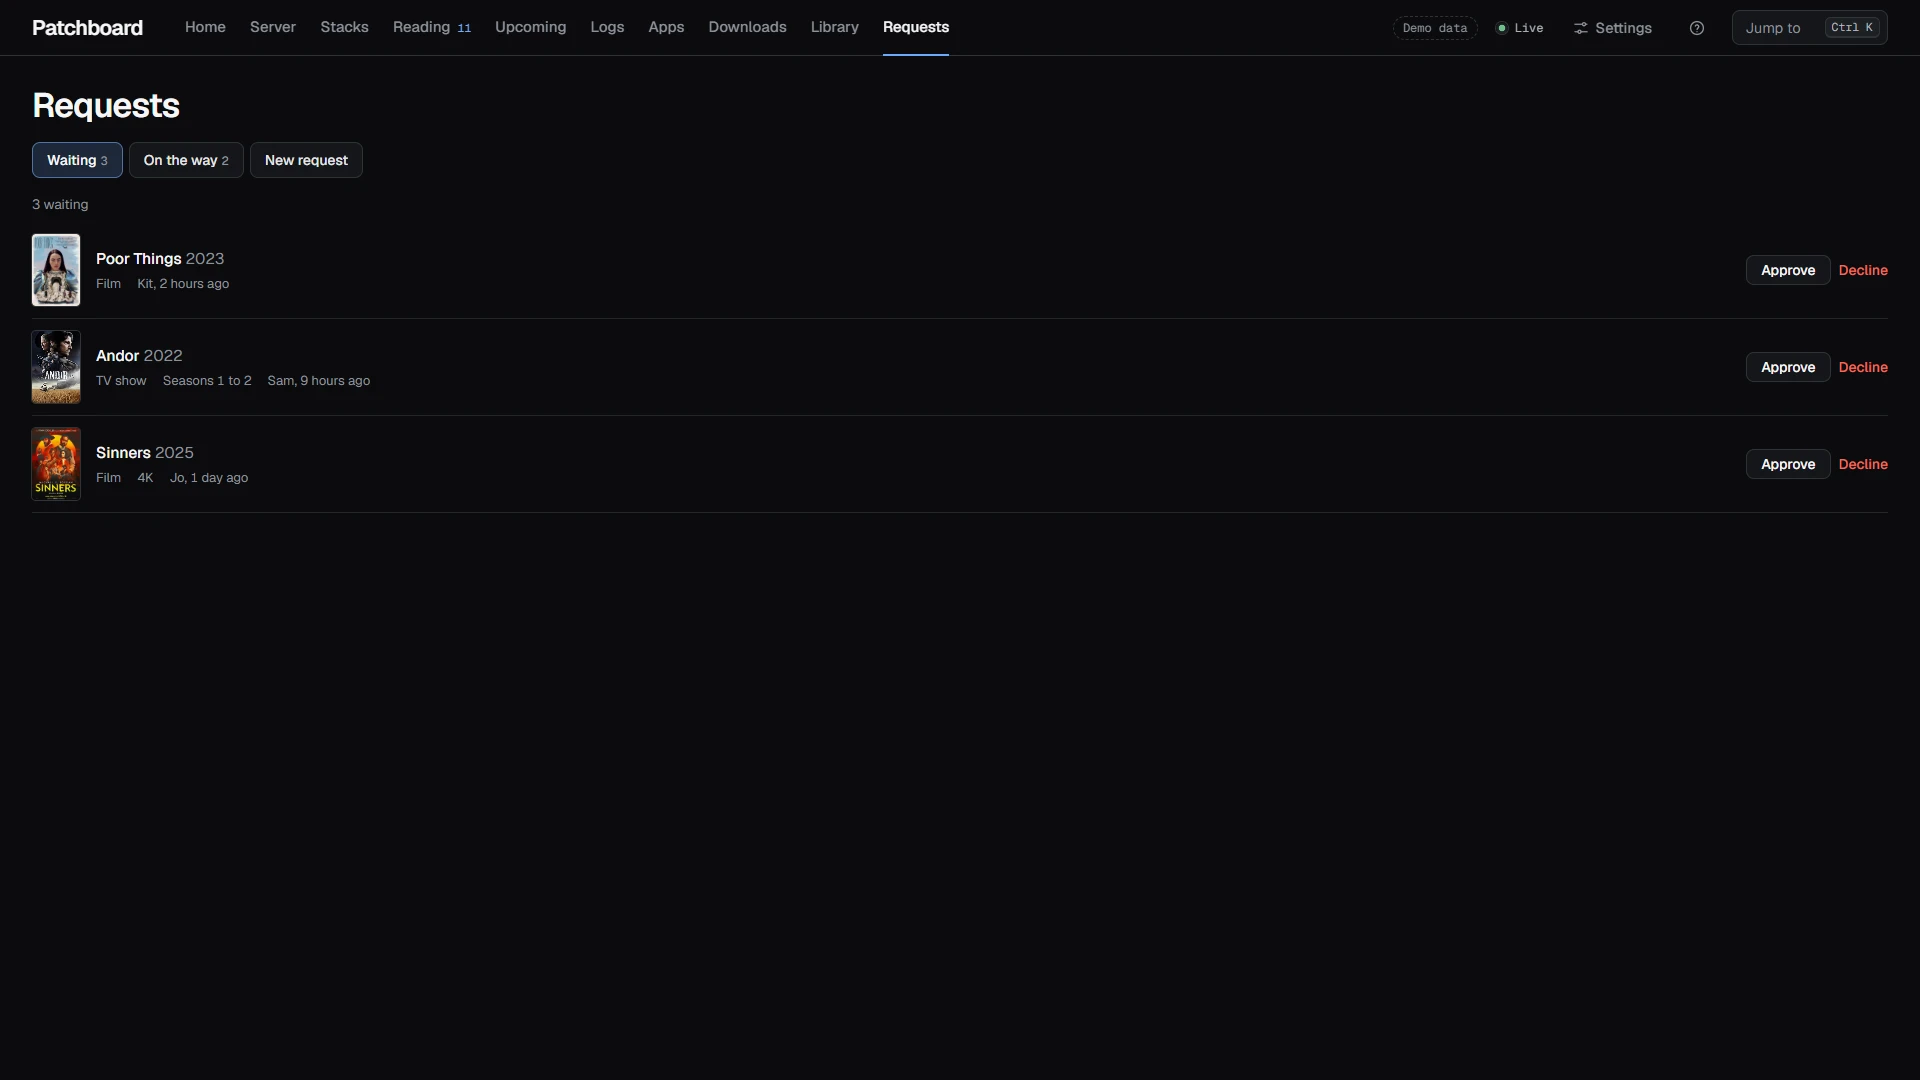 Patchboard
Home
Server
Stacks
Reading 11
Upcoming
Logs
Apps
Downloads
Library
Requests
Demo data
Live
Settings
Jump to
Ctrl K
Requests
Waiting 3
On the way 2
New request
3 waiting
Poor Things 2023
Film
Kit, 2 hours ago
Approve
Decline
ANDOR
Andor 2022
TV show
Seasons 1 to 2
Sam, 9 hours ago
Approve
Decline
SINNERS
Sinners 2025
Film
4K
Jo, 1 day ago
Approve
Decline